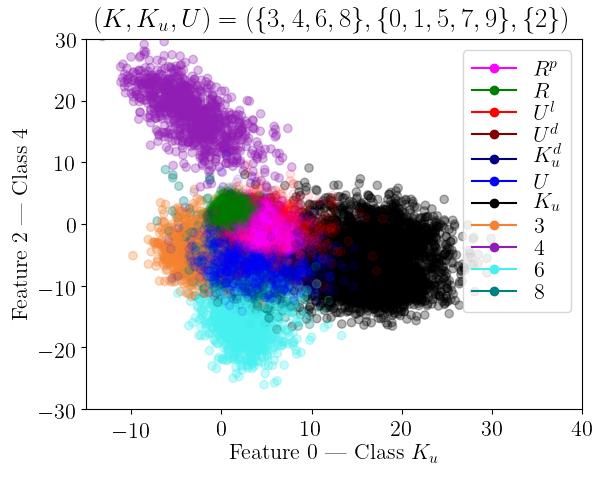 (K, K_u, U) = ({3, 4, 6, 8}, {0, 1, 5, 7, 9}, {2})
30
20
10
0
−10
−20
−30
Feature 2 — Class 4
R^p
R
U^l
U^d
K_u^d
U
K_u
3
4
6
8
−10 0 10 20 30 40
Feature 0 — Class K_u